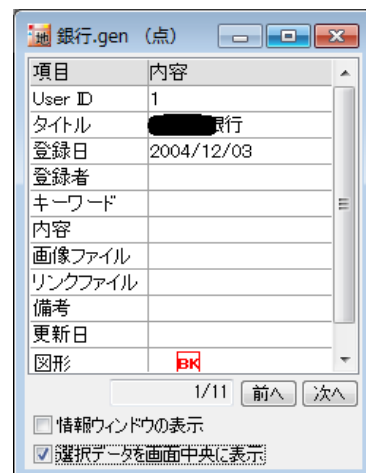 銀行.gen （点）
項目 内容
User ID 1
タイトル 行
登録日 2004/12/03
登録者
キーワード
内容
画像ファイル
リンクファイル
備考
更新日
図形 BK
1/11 前へ 次へ
情報ウィンドウの表示
選択データを画面中央に表示